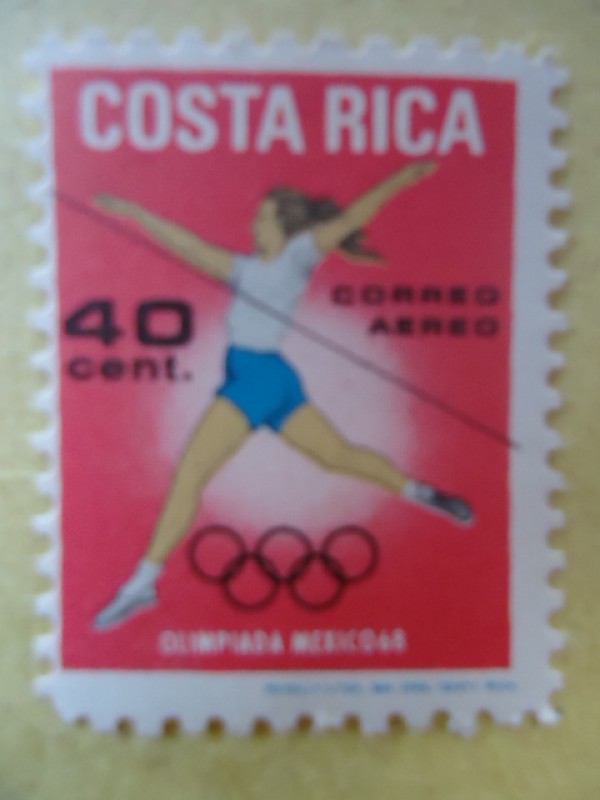 COSTA RICA
40
cent.
CORREO
AEREO
OLIMPIADA MEXICO 68